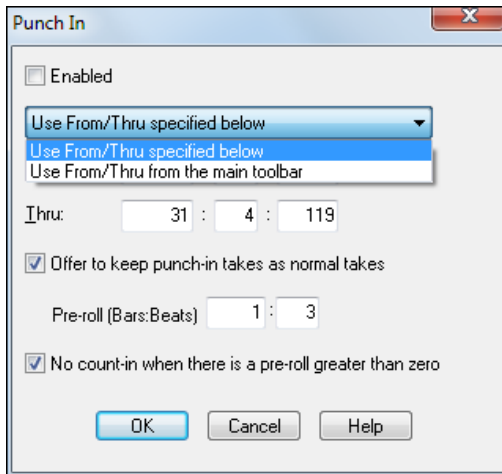 Punch In
Enabled
Use From/Thru specified below
Use From/Thru specified below
Use From/Thru from the main toolbar
Thru: 31 : 4 : 119
Offer to keep punch-in takes as normal takes
Pre-roll (Bars:Beats) 1 : 3
No count-in when there is a pre-roll greater than zero
OK Cancel Help